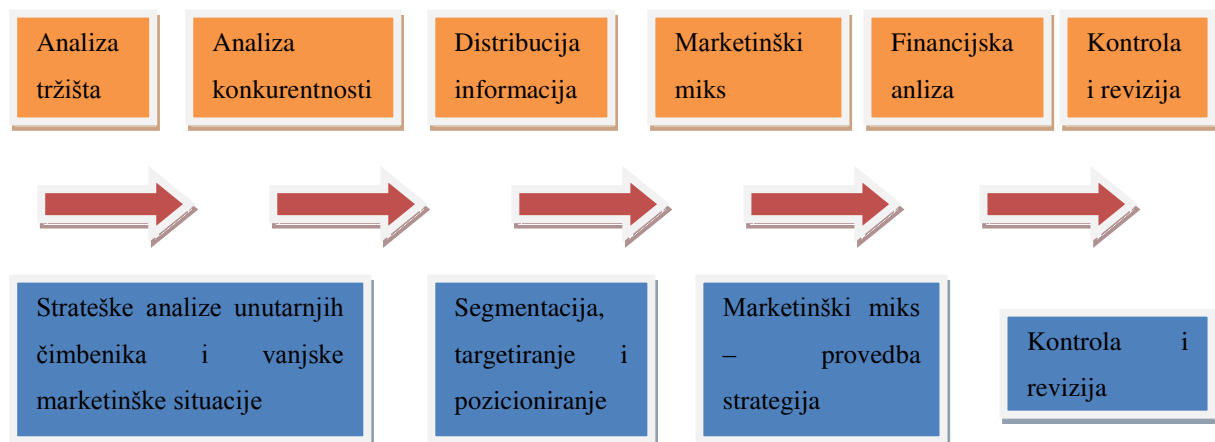 Analiza
tržišta
Analiza
konkurentnosti
Distribucija
informacija
Marketinški
miks
Financijska
anliza
Kontrola
i revizija
Strateške analize unutarnjih
čimbenika i vanjske
marketinške situacije
Segmentacija,
targetiranje i
pozicioniranje
Marketinški miks
– provedba
strategija
Kontrola i
revizija